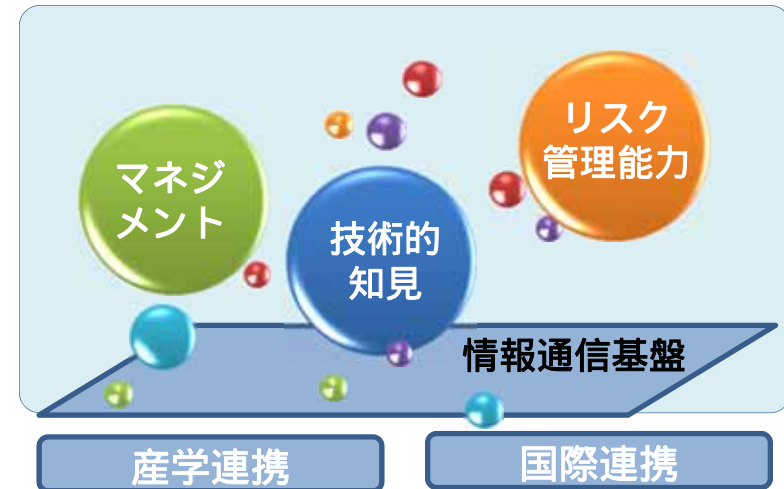 マネジ
メント
技術的
知見
リスク
管理能力
情報通信基盤
産学連携
国際連携